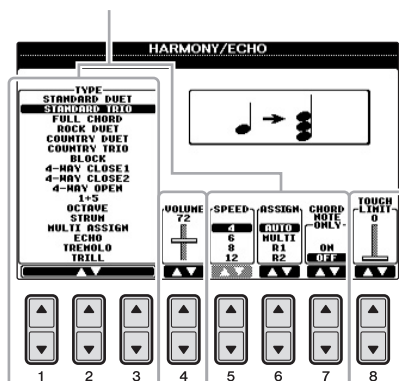 HARMONY/ECHO
TYPE
STANDARD DUET
STANDARD TRIO
FULL CHORD
ROCK DUET
COUNTRY DUET
COUNTRY TRIO
BLOCK
4-WAY CLOSE1
4-WAY CLOSE2
4-WAY OPEN
1+5
OCTAVE
STRUM
MULTI ASSIGN
ECHO
TREMOLO
TRILL
VOLUME
72
SPEED
4
6
8
12
ASSIGN
AUTO
MULTI
R1
R2
CHORD
NOTE
ONLY
ON
OFF
TOUCH
LIMIT
0
1 2 3 4 5 6 7 8